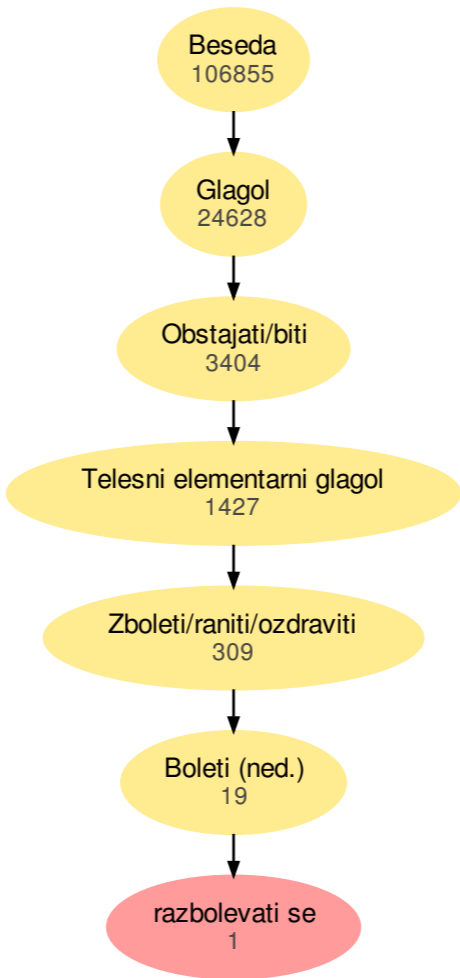 Beseda
106855
Glagol
24628
Obstajati/biti
3404
Telesni elementarni glagol
1427
Zboleti/raniti/ozdraviti
309
Boleti (ned.)
19
razbolevati se
1